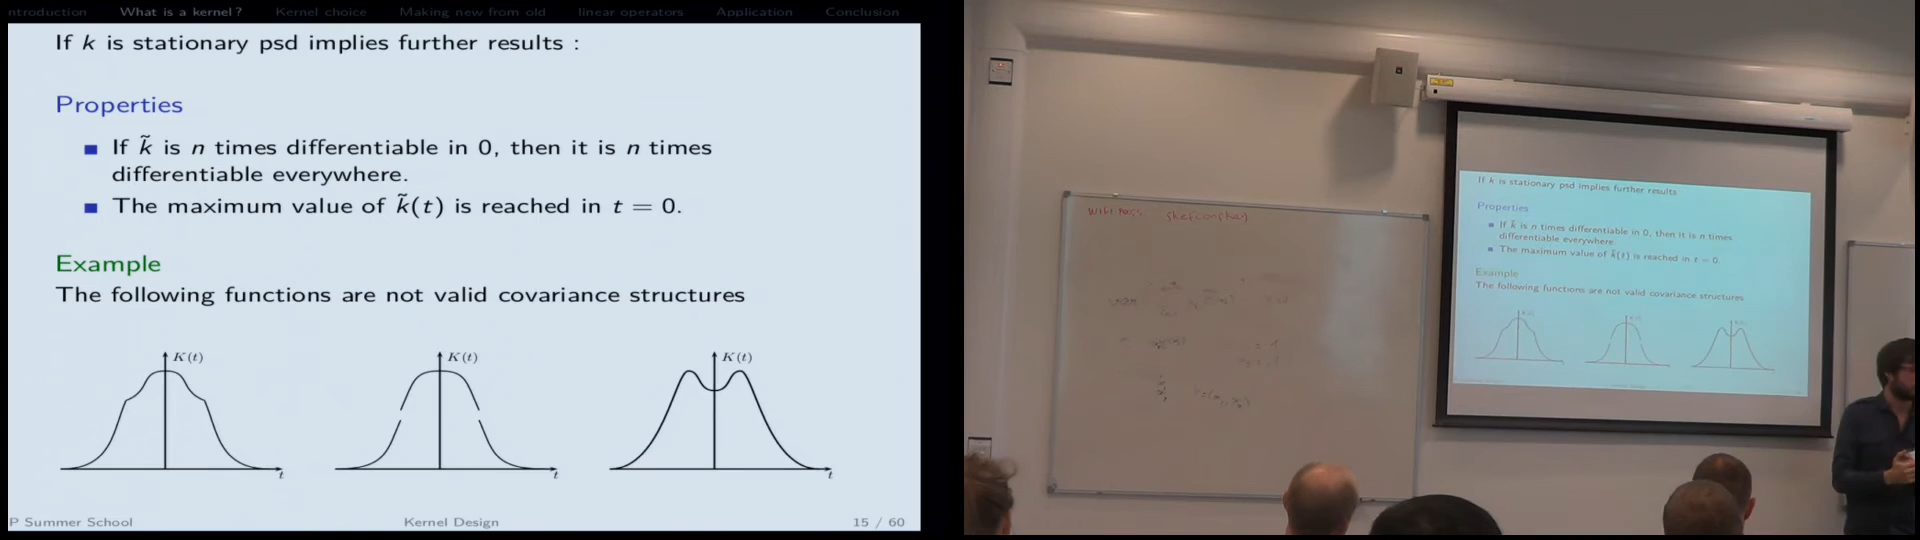 ntroduction What is a kernel? Kernel choice Making new from old linear operators Application Conclusion
If k is stationary psd implies further results :
Properties
If k̃ is n times differentiable in 0, then it is n times
differentiable everywhere.
The maximum value of k̃(t) is reached in t = 0.
Example
The following functions are not valid covariance structures
K(t) K(t) K(t)
t t t
P Summer School Kernel Design 15 / 60
If k is stationary psd implies further results
Properties
If k̃ is n times differentiable in 0, then it is n times
differentiable everywhere.
The maximum value of k̃(t) is reached in t = 0.
Example
The following functions are not valid covariance structures